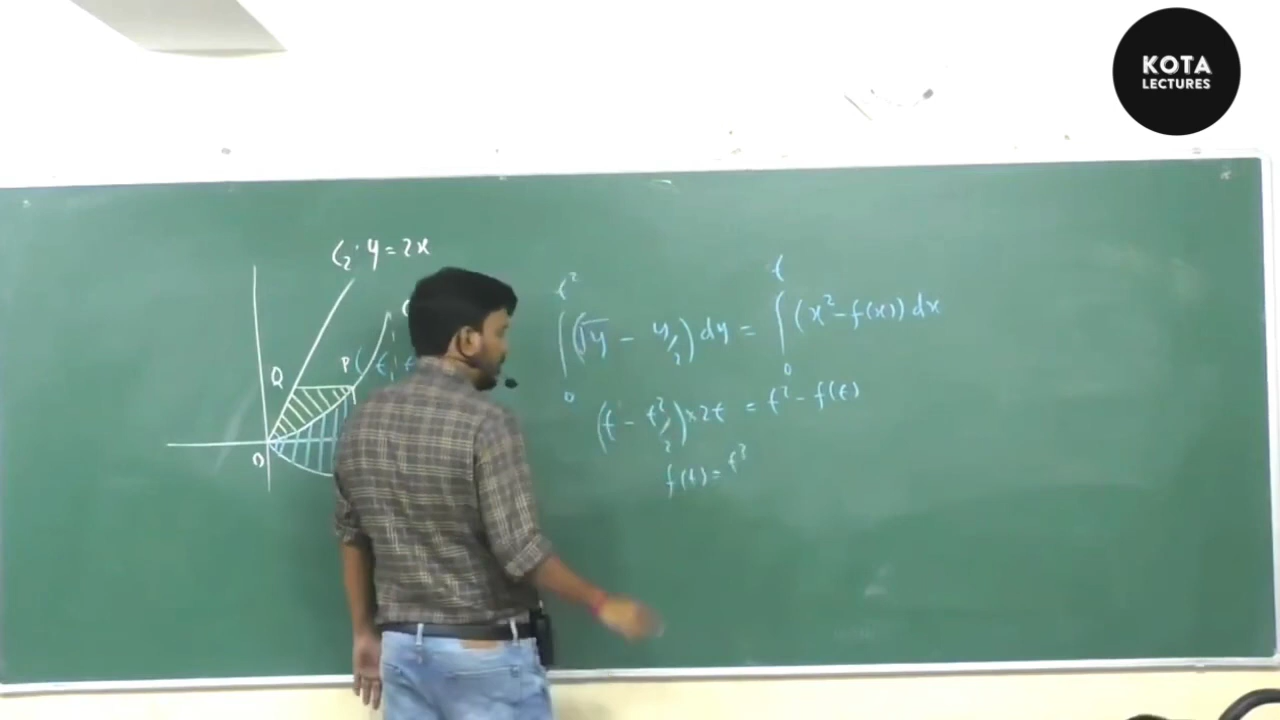 KOTA
LECTURES
C₂: y = 2x
Q
P(t, t
O
∫₀^{t²} (√y − y/2) dy = ∫₀^{t} (x² − f(x)) dx
(t − t²/2) × 2t = t² − f(t)
f(t) = t³